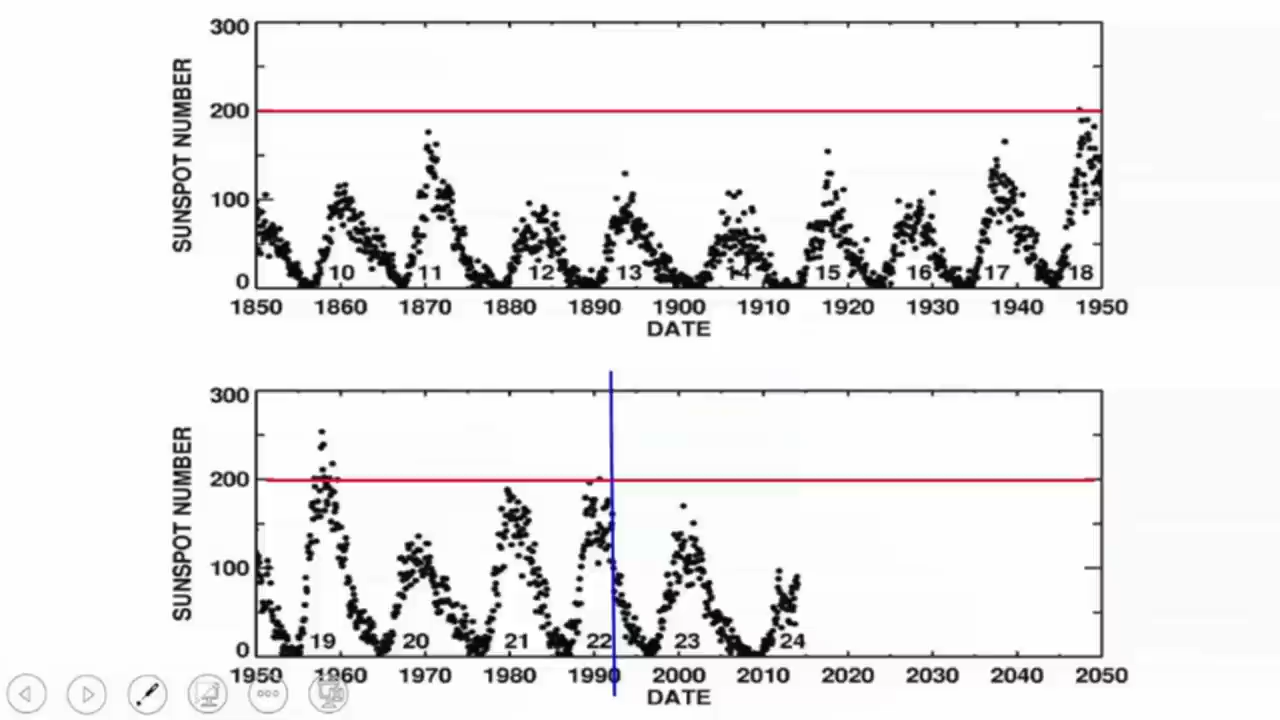 300
200
100
0
SUNSPOT NUMBER
10 11 12 13 14 15 16 17 18
1850 1860 1870 1880 1890 1900 1910 1920 1930 1940 1950
DATE
300
200
100
0
SUNSPOT NUMBER
19 20 21 22 23 24
1950 1960 1970 1980 1990 2000 2010 2020 2030 2040 2050
DATE